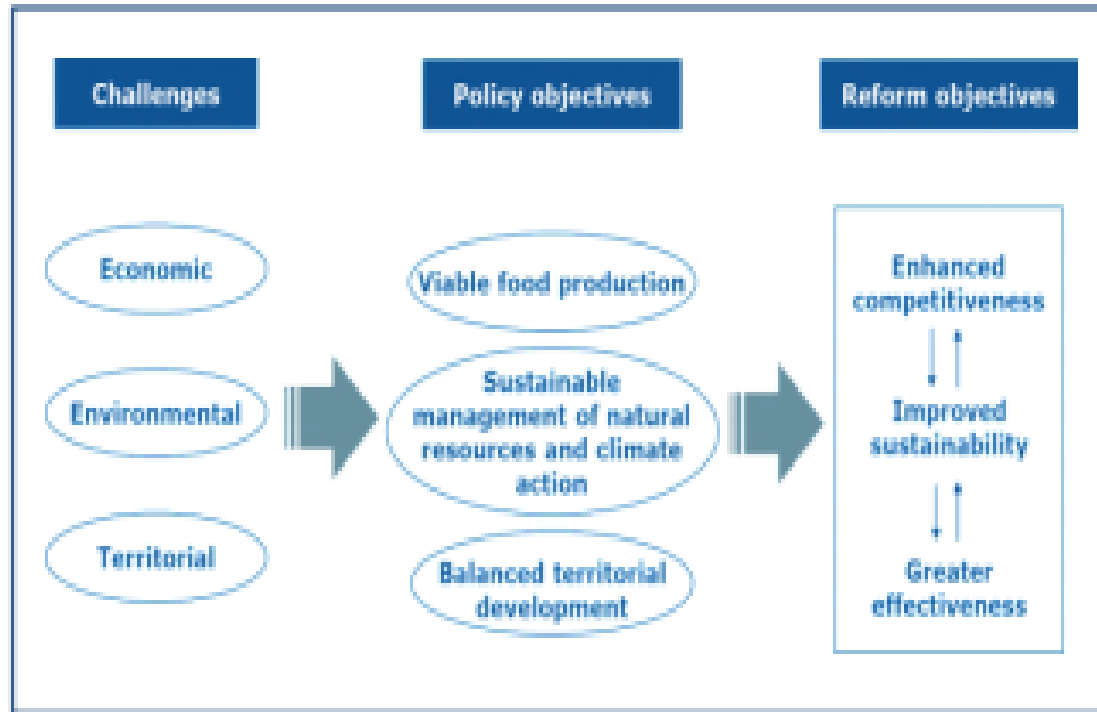 Challenges
Policy objectives
Reform objectives
Economic
Environmental
Territorial
Viable food production
Sustainable
management of natural
resources and climate
action
Balanced territorial
development
Enhanced
competitiveness
Improved
sustainability
Greater
effectiveness